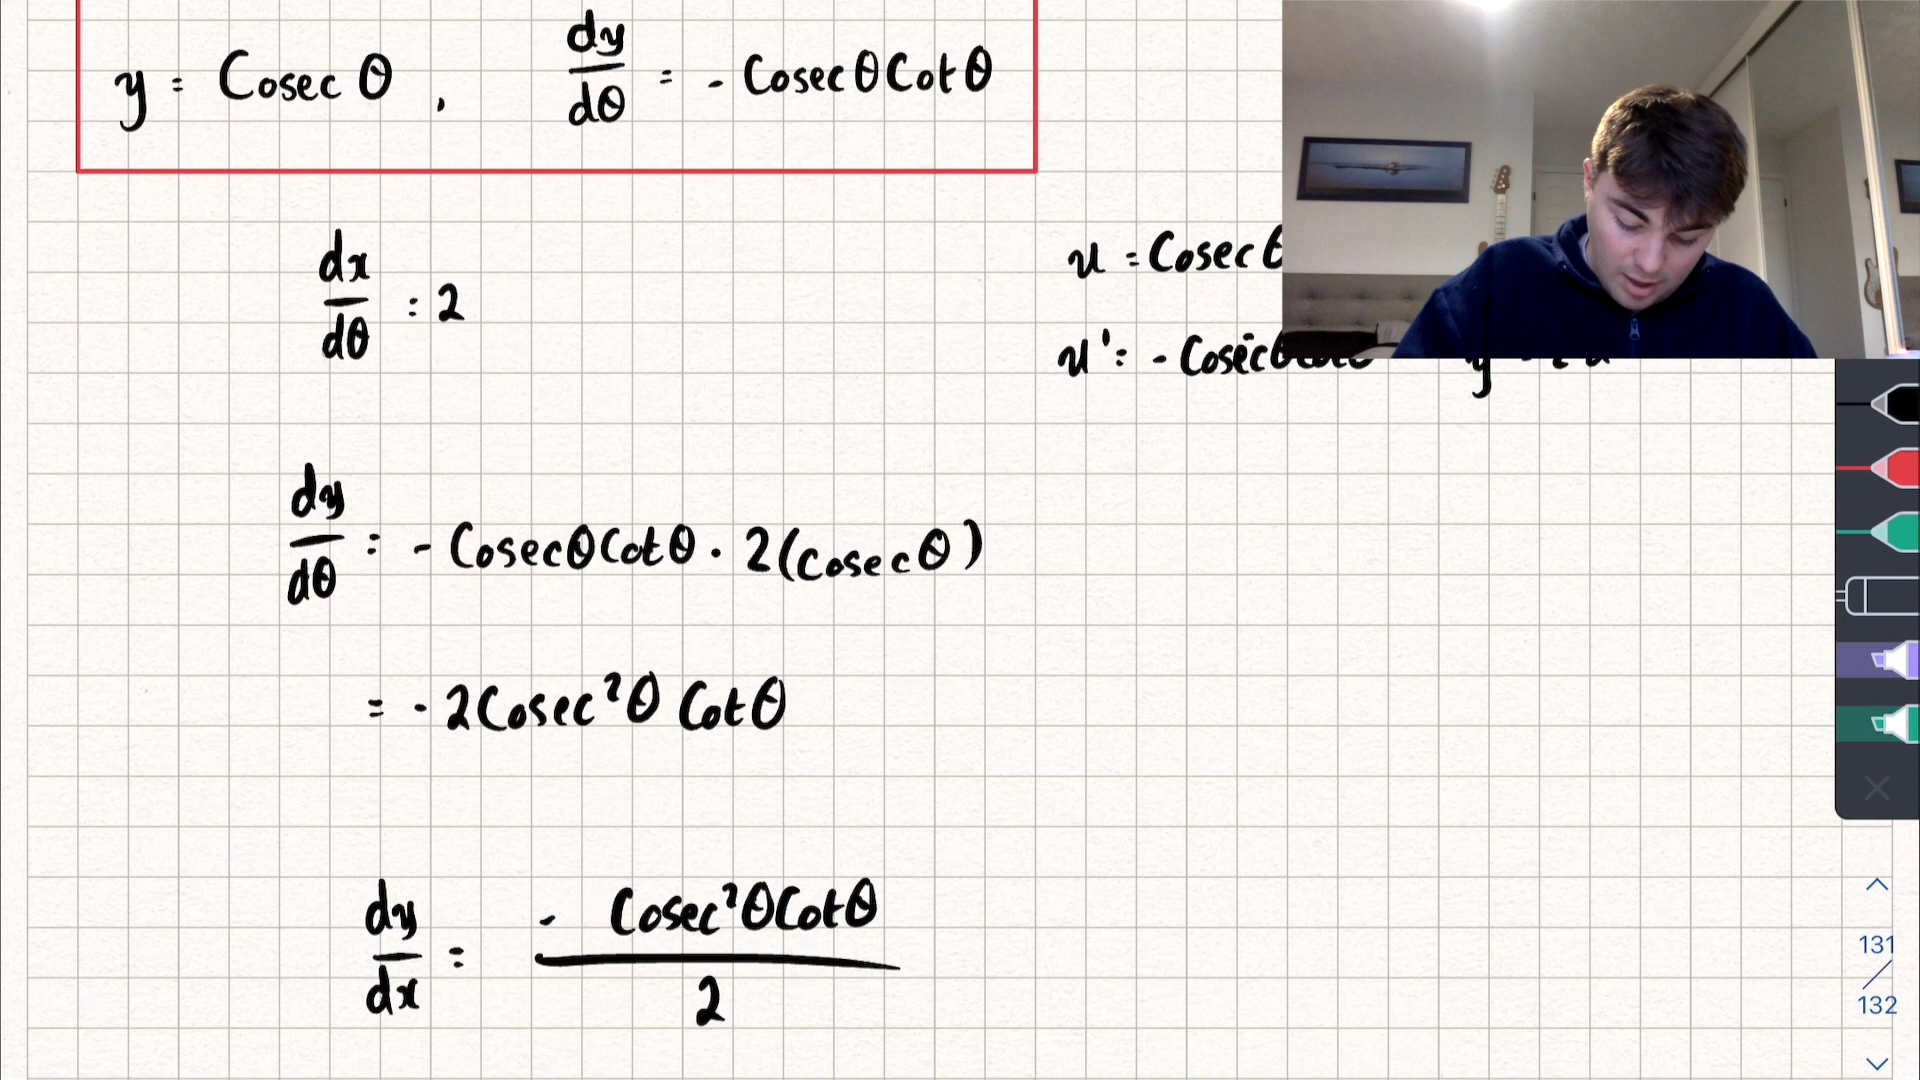 y = Cosec θ , dy/dθ = - Cosec θ Cot θ
dx/dθ = 2
u = Cosec θ
u' = - Cosec θ
dy/dθ = - Cosec θ Cot θ · 2(Cosec θ)
= - 2Cosec²θ Cot θ
dy/dx = - Cosec²θ Cot θ / 2
131
132